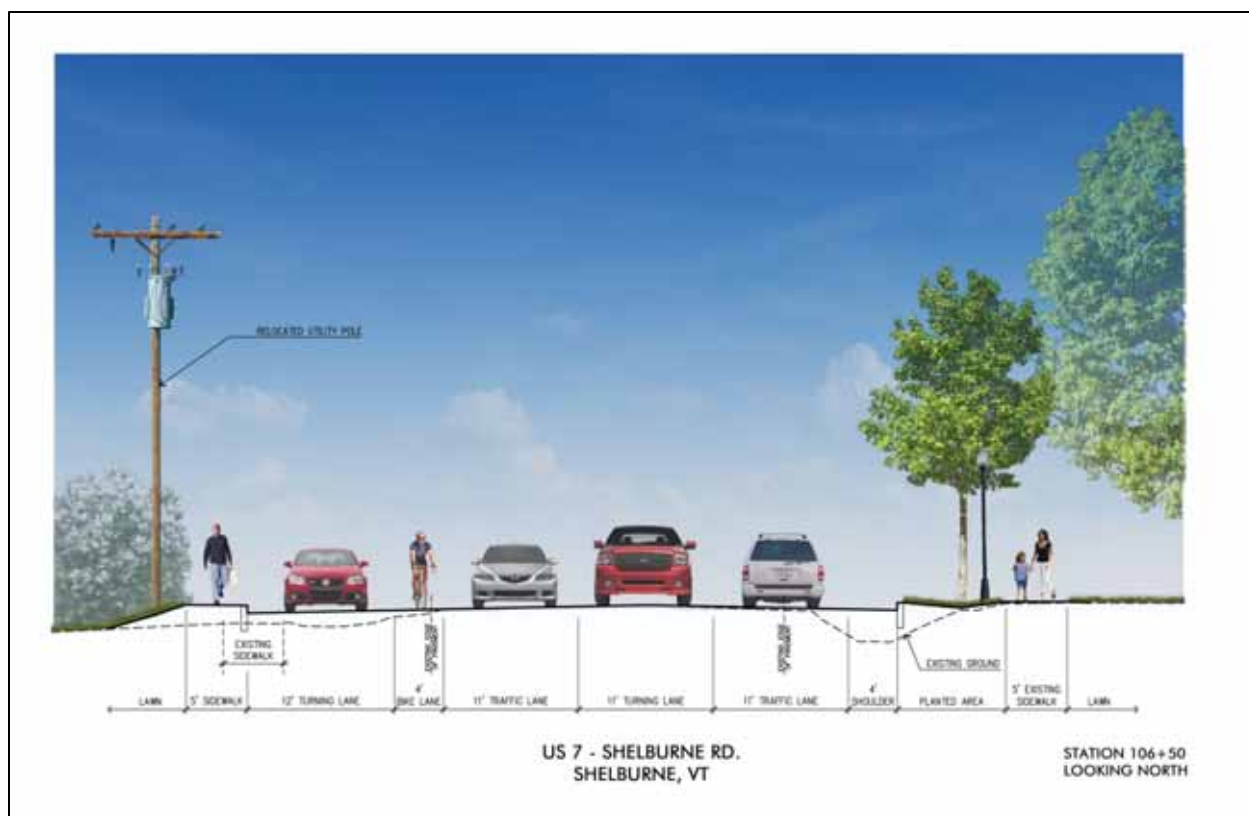 RELOCATED UTILITY POLE
EXISTING
SIDEWALK
EXISTING GROUND
LAWN
5' SIDEWALK
12' TURNING LANE
4'
BIKE LANE
11' TRAFFIC LANE
11' TURNING LANE
11' TRAFFIC LANE
4'
SHOULDER
PLANTED AREA
5' EXISTING
SIDEWALK
LAWN
US 7 - SHELBURNE RD.
SHELBURNE, VT
STATION 106+50
LOOKING NORTH